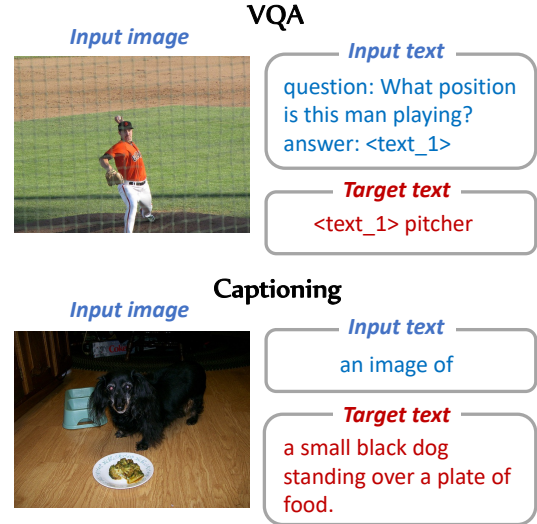 VQA
Input image
Input text
question: What position
is this man playing?
answer: <text_1>
Target text
<text_1> pitcher
Captioning
Input image
Input text
an image of
Target text
a small black dog
standing over a plate of
food.